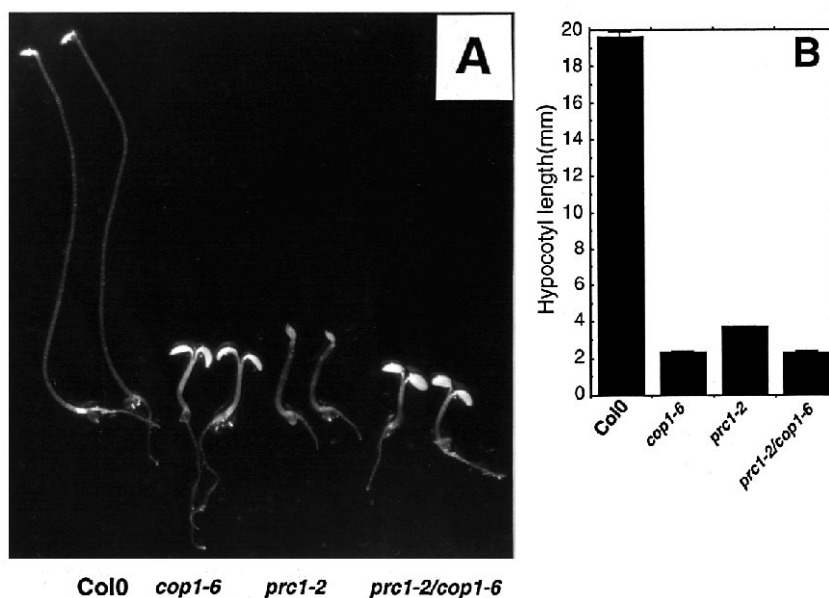 A
Col0 cop1-6 prc1-2 prc1-2/cop1-6
B
Hypocotyl length(mm)
20
18
16
14
12
10
8
6
4
2
0
Col0
cop1-6
prc1-2
prc1-2/cop1-6